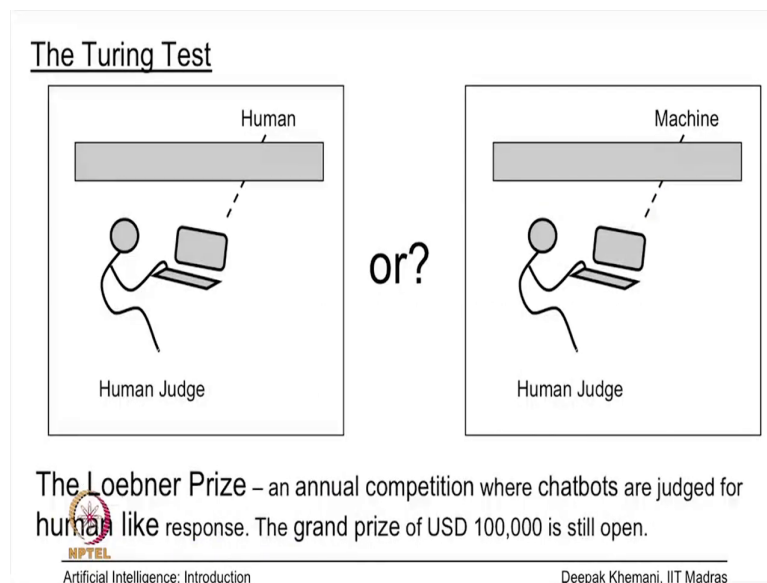 The Turing Test
Human
Machine
or?
Human Judge
Human Judge
The Loebner Prize – an annual competition where chatbots are judged for
human like response. The grand prize of USD 100,000 is still open.
NPTEL
Artificial Intelligence: Introduction
Deepak Khemani, IIT Madras